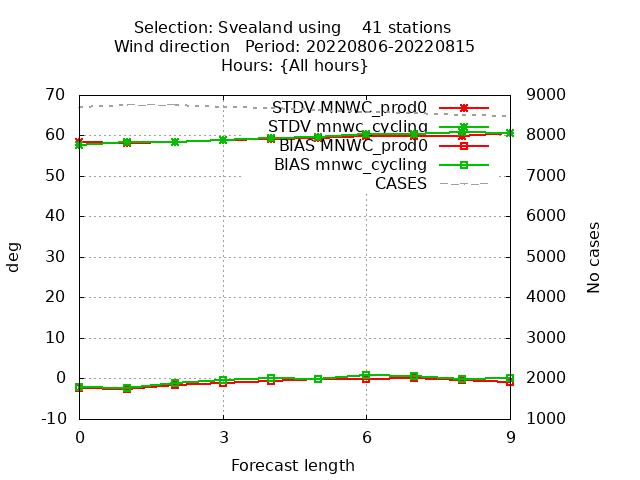 Selection: Svealand using    41 stations
Wind direction   Period: 20220806-20220815
Hours: {All hours}
70
60
50
40
30
20
10
0
-10
deg
9000
8000
7000
6000
5000
4000
3000
2000
1000
No cases
STDV MNWC_prod0
STDV mnwc_cycling
BIAS MNWC_prod0
BIAS mnwc_cycling
CASES
0 3 6 9
Forecast length